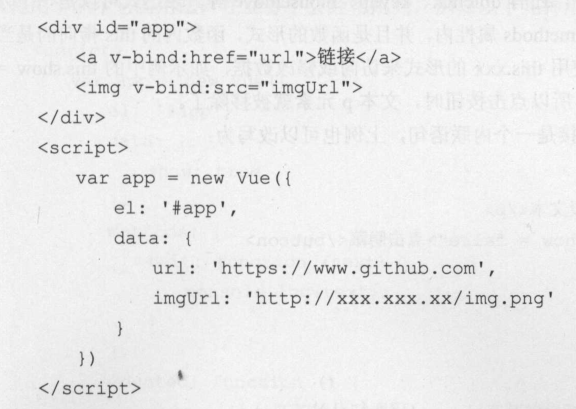 <div id="app">
<a v-bind:href="url">链接</a>
<img v-bind:src="imgUrl">
</div>
<script>
var app = new Vue({
el: '#app',
data: {
url: 'https://www.github.com',
imgUrl: 'http://xxx.xxx.xx/img.png'
}
})
</script>